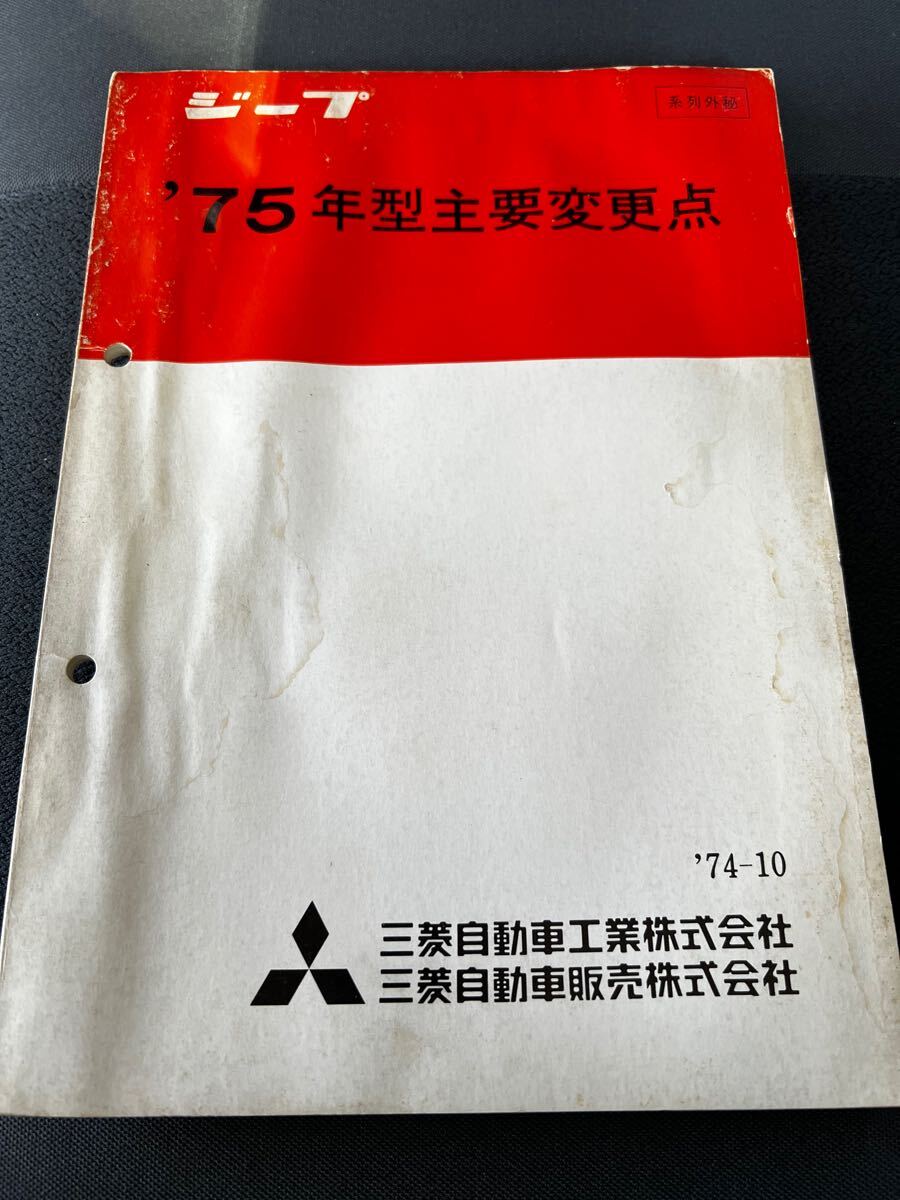 ジープ
系列外秘
'75年型主要変更点
'74-10
三菱自動車工業株式会社
三菱自動車販売株式会社